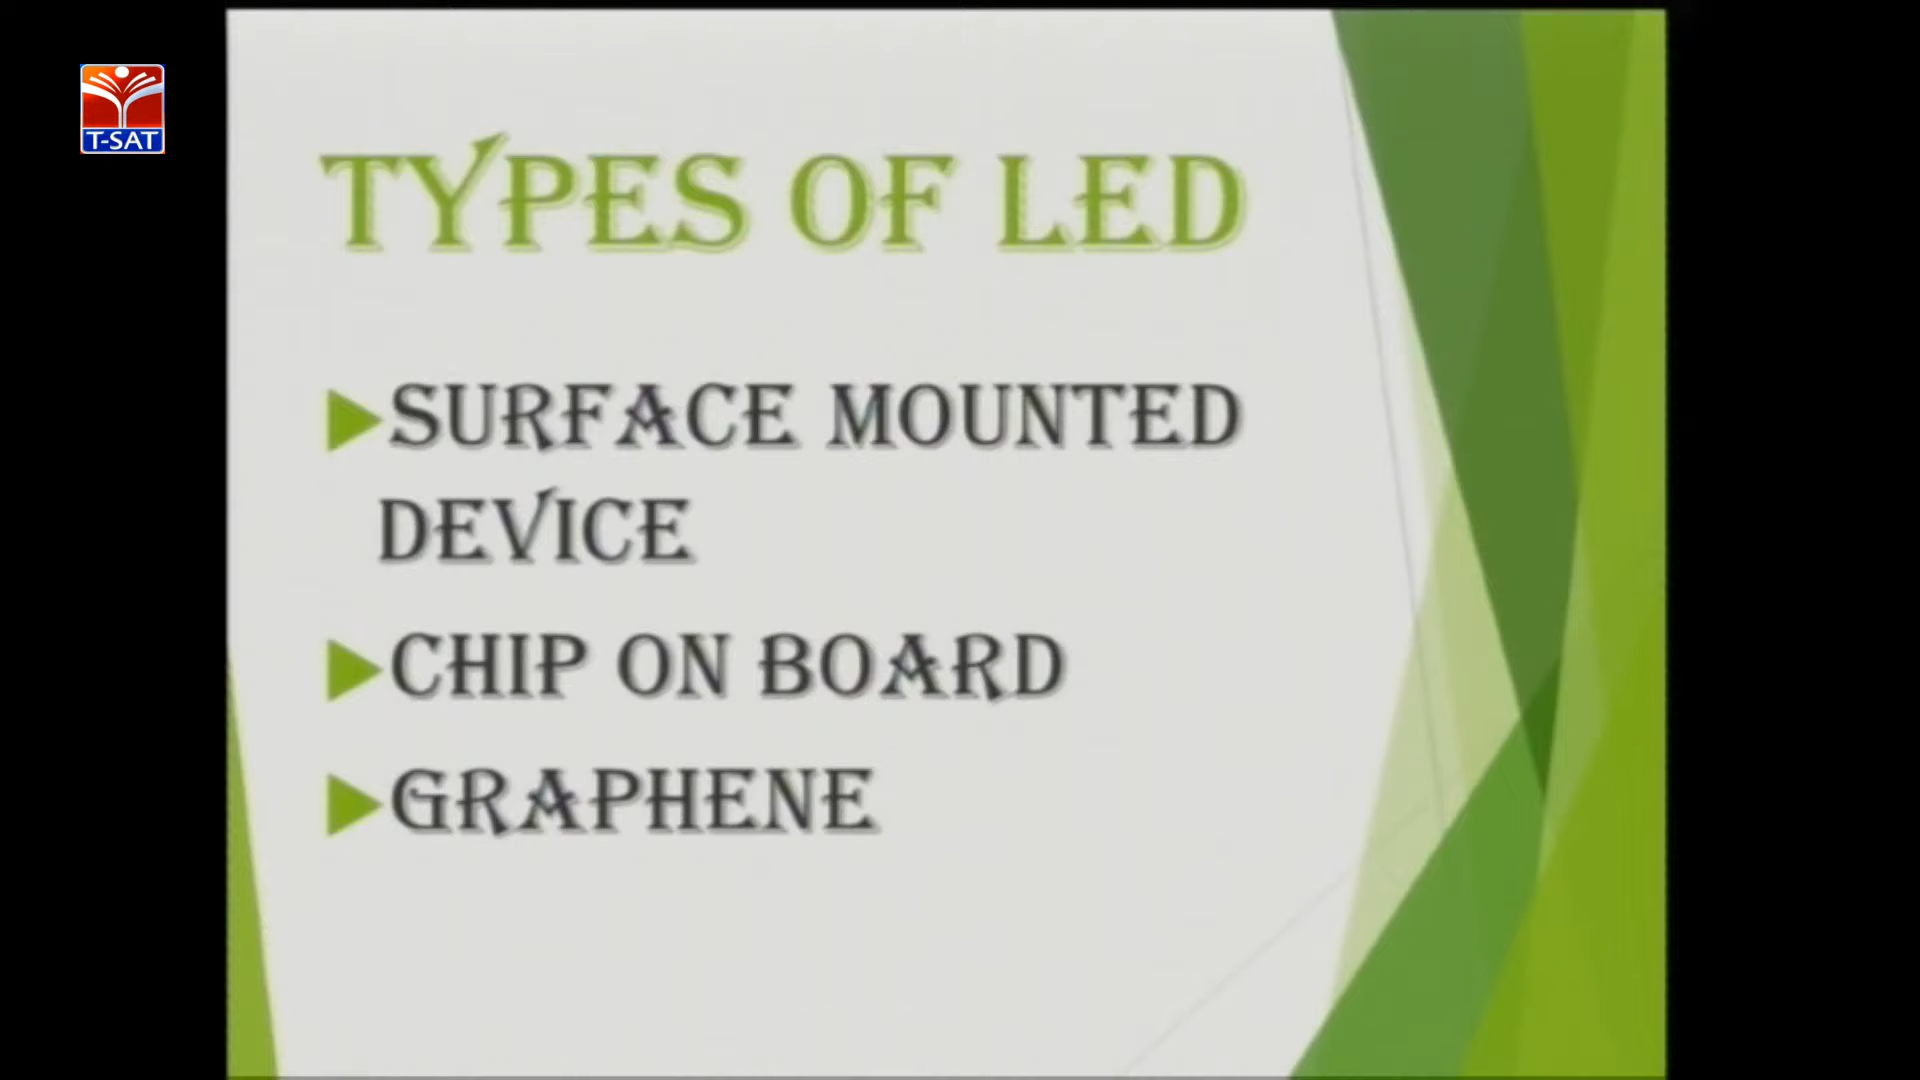 T-SAT
TYPES OF LED
SURFACE MOUNTED
DEVICE
CHIP ON BOARD
GRAPHENE